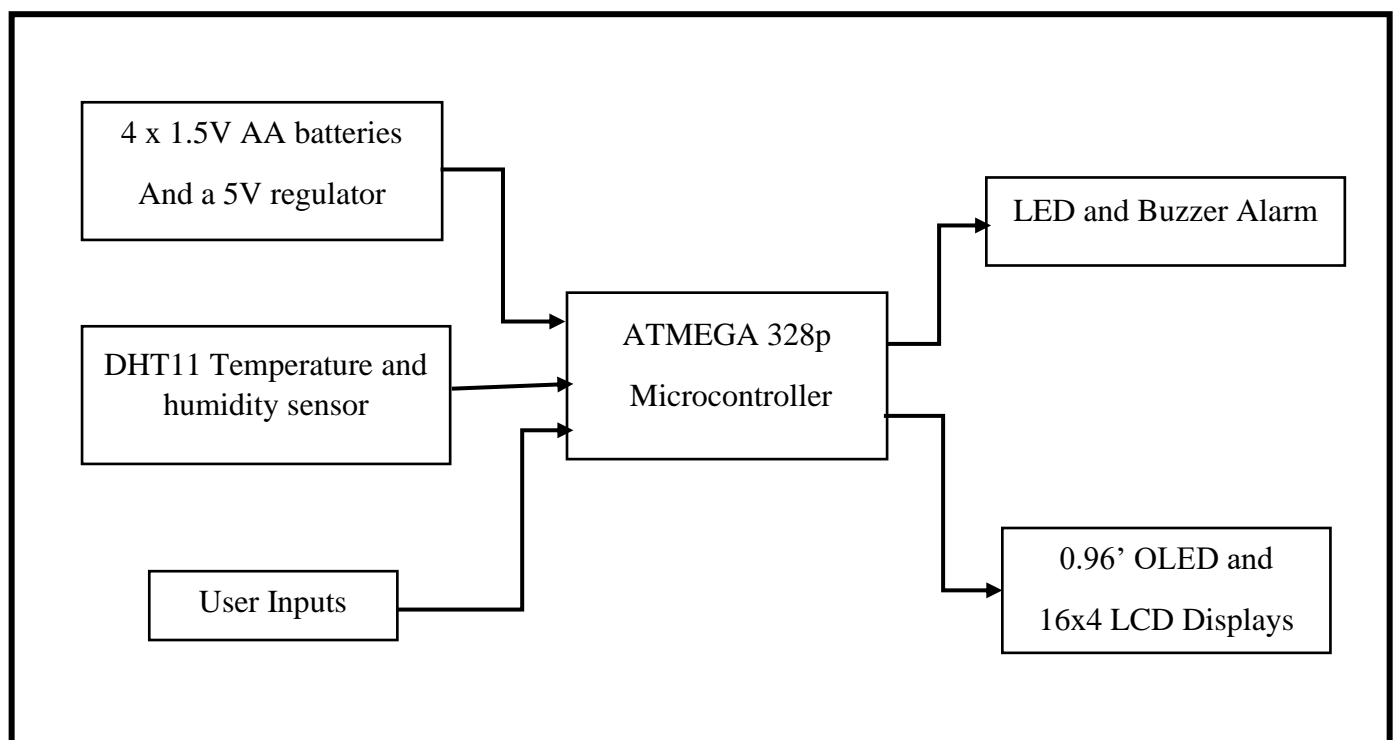 4 x 1.5V AA batteries
And a 5V regulator
LED and Buzzer Alarm
ATMEGA 328p
Microcontroller
DHT11 Temperature and
humidity sensor
User Inputs
0.96’ OLED and
16x4 LCD Displays